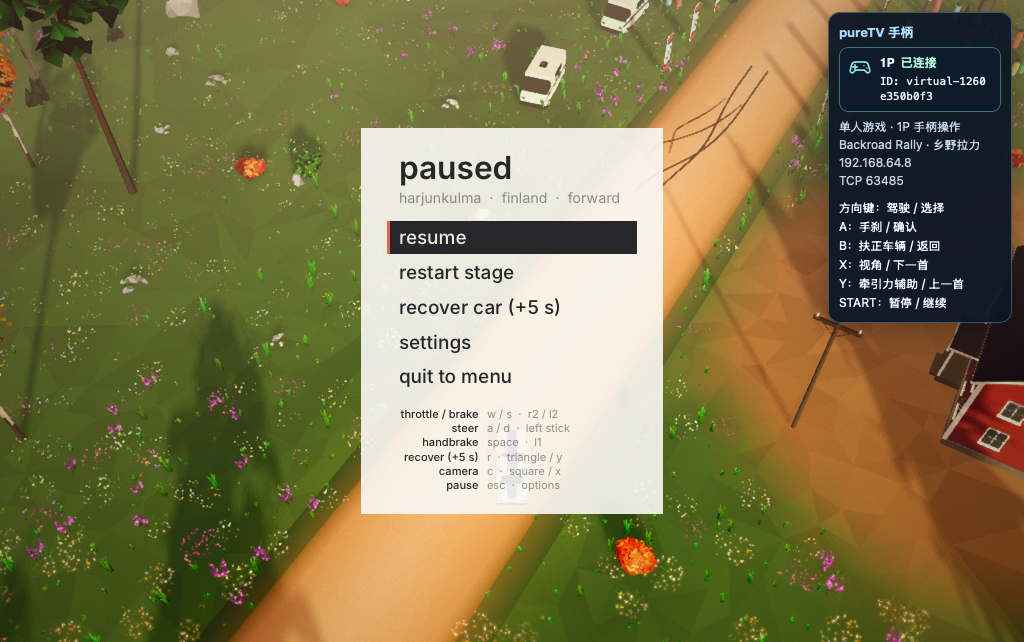 paused
harjunkulma · finland · forward
resume
restart stage
recover car (+5 s)
settings
quit to menu
throttle / brake w / s · r2 / l2
steer a / d · left stick
handbrake space · l1
recover (+5 s) r · triangle / y
camera c · square / x
pause esc · options
pureTV 手柄
1P 已连接
ID: virtual-1260
e350b0f3
单人游戏 · 1P 手柄操作
Backroad Rally · 乡野拉力
192.168.64.8
TCP 63485
方向键：驾驶 / 选择
A：手刹 / 确认
B：扶正车辆 / 返回
X：视角 / 下一首
Y：牵引力辅助 / 上一首
START：暂停 / 继续